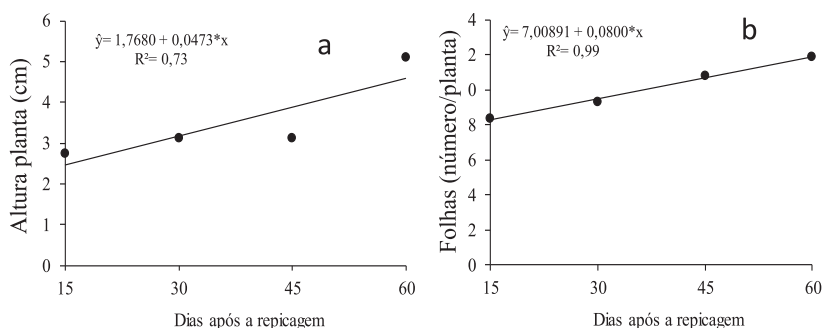 6
5
4
3
2
1
0
Altura planta (cm)
ŷ= 1,7680 + 0,0473*x
R²= 0,73
a
15 30 45 60
Dias após a repicagem
4
2
0
8
6
4
2
0
Folhas (número/planta)
ŷ= 7,00891 + 0,0800*x
R²= 0,99
b
15 30 45 60
Dias após a repicagem